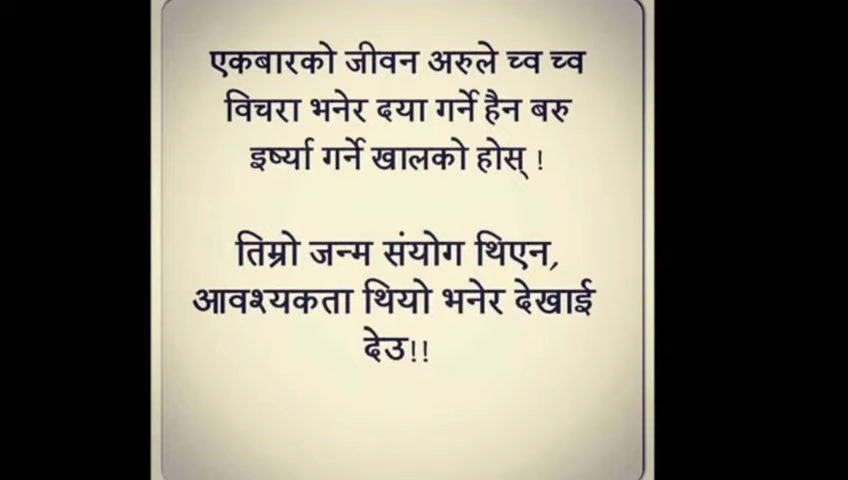 एकबारको जीवन अरुले च्व च्व
विचरा भनेर दया गर्ने हैन बरु
इर्ष्या गर्ने खालको होस् !
तिम्रो जन्म संयोग थिएन,
आवश्यकता थियो भनेर देखाई
देउ!!